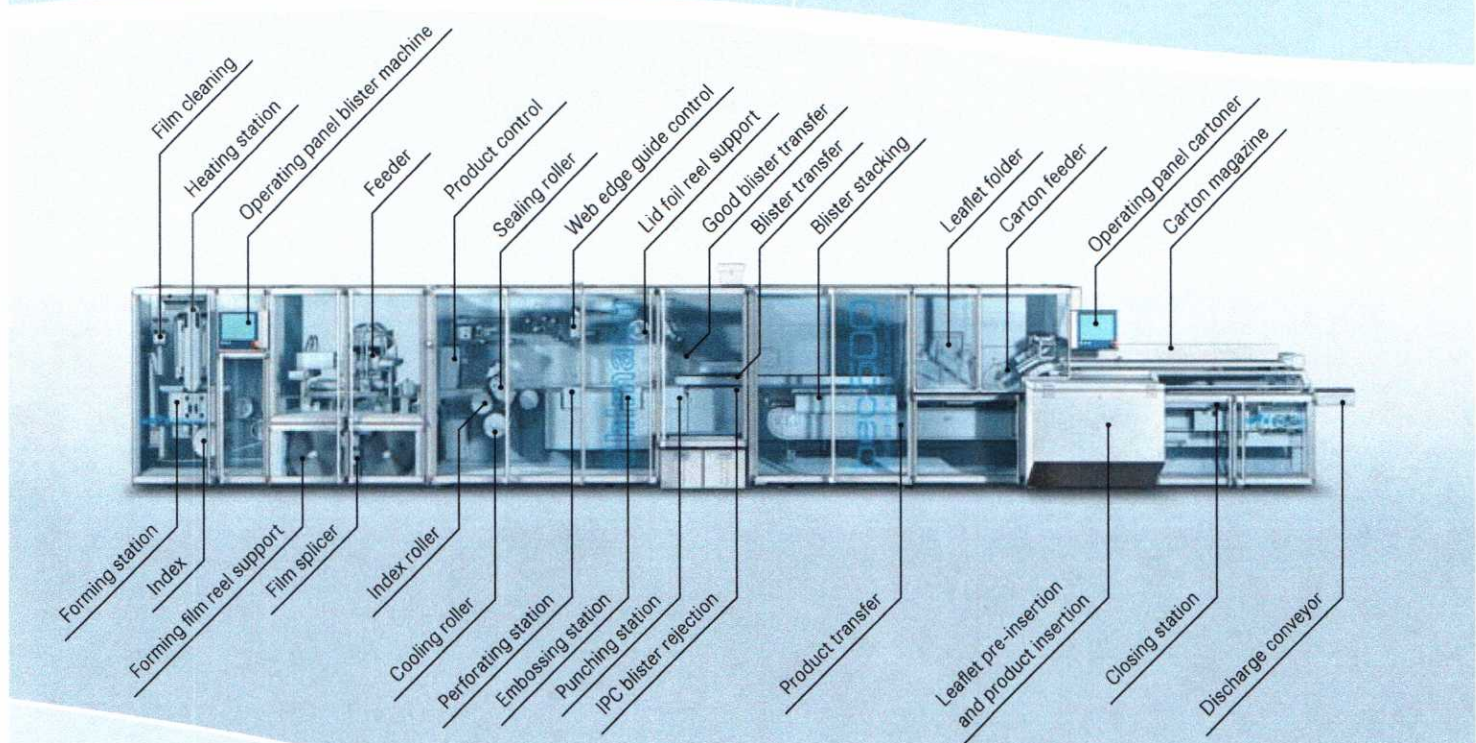 Film cleaning
Heating station
Operating panel blister machine
Feeder
Product control
Sealing roller
Web edge guide control
Lid foil reel support
Good blister transfer
Blister transfer
Blister stacking
Leaflet folder
Carton feeder
Operating panel cartoner
Carton magazine
Forming station
Index
Forming film reel support
Film splicer
Index roller
Cooling roller
Perforating station
Embossing station
Punching station
IPC blister rejection
Product transfer
Leaflet pre-insertion
and product insertion
Closing station
Discharge conveyor